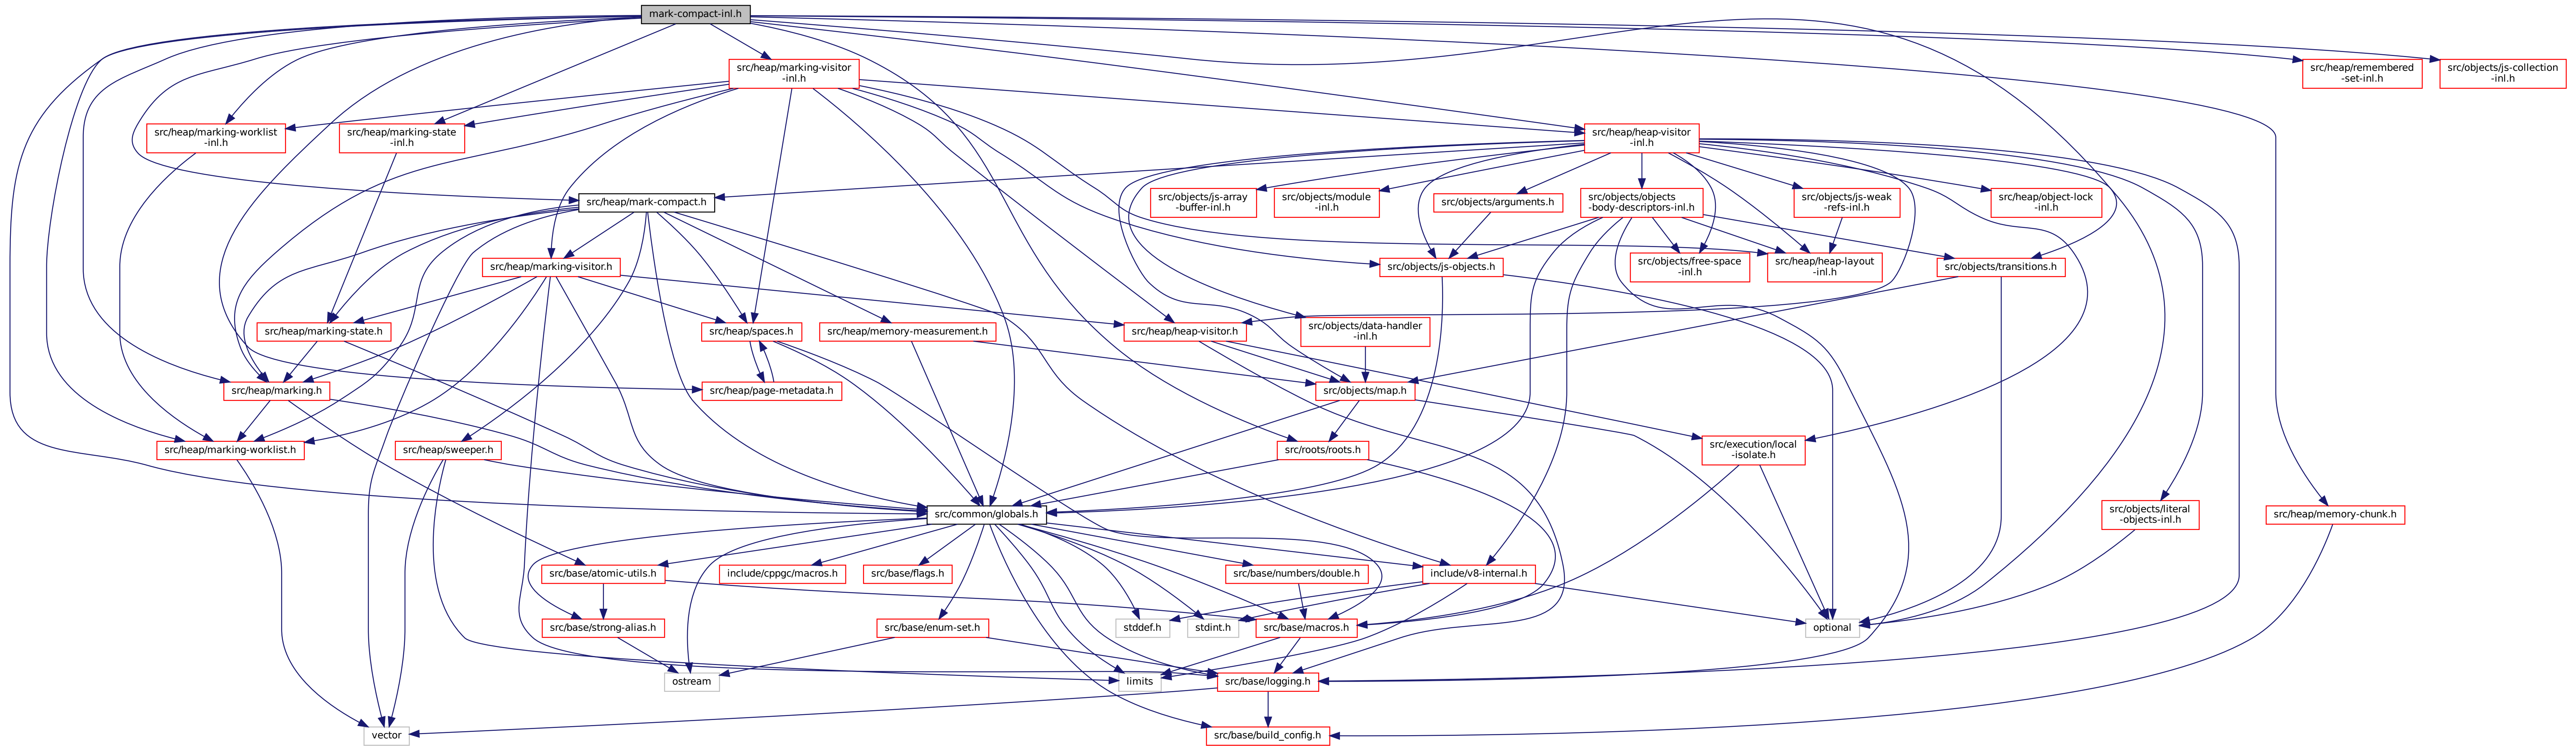 mark-compact-inl.h
src/heap/marking-visitor
-inl.h
src/heap/remembered
-set-inl.h
src/objects/js-collection
-inl.h
src/heap/marking-worklist
-inl.h
src/heap/marking-state
-inl.h
src/heap/heap-visitor
-inl.h
src/heap/mark-compact.h
src/objects/js-array
-buffer-inl.h
src/objects/module
-inl.h
src/objects/arguments.h
src/objects/objects
-body-descriptors-inl.h
src/objects/js-weak
-refs-inl.h
src/heap/object-lock
-inl.h
src/heap/marking-visitor.h
src/objects/js-objects.h
src/objects/free-space
-inl.h
src/heap/heap-layout
-inl.h
src/objects/transitions.h
src/heap/marking-state.h
src/heap/spaces.h
src/heap/memory-measurement.h
src/heap/heap-visitor.h
src/objects/data-handler
-inl.h
src/heap/marking.h
src/heap/page-metadata.h
src/objects/map.h
src/heap/marking-worklist.h
src/heap/sweeper.h
src/roots/roots.h
src/execution/local
-isolate.h
src/common/globals.h
src/objects/literal
-objects-inl.h
src/heap/memory-chunk.h
src/base/atomic-utils.h
include/cppgc/macros.h
src/base/flags.h
src/base/numbers/double.h
include/v8-internal.h
src/base/strong-alias.h
src/base/enum-set.h
stddef.h
stdint.h
src/base/macros.h
optional
ostream
limits
src/base/logging.h
vector
src/base/build_config.h